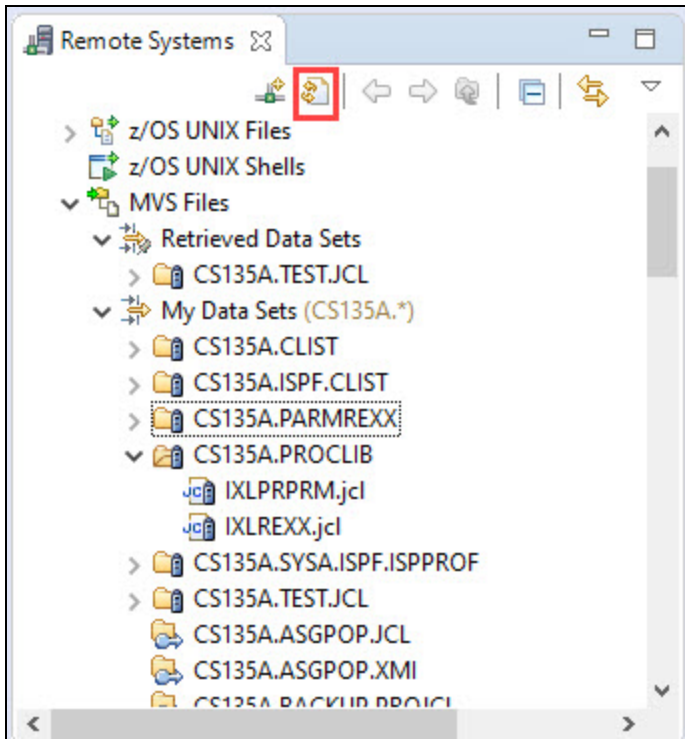 Remote Systems
z/OS UNIX Files
z/OS UNIX Shells
MVS Files
Retrieved Data Sets
CS135A.TEST.JCL
My Data Sets (CS135A.*)
CS135A.CLIST
CS135A.ISPF.CLIST
CS135A.PARMREXX
CS135A.PROCLIB
IXLPRPRM.jcl
IXLREXX.jcl
CS135A.SYSA.ISPF.ISPPROF
CS135A.TEST.JCL
CS135A.ASGPOP.JCL
CS135A.ASGPOP.XMI